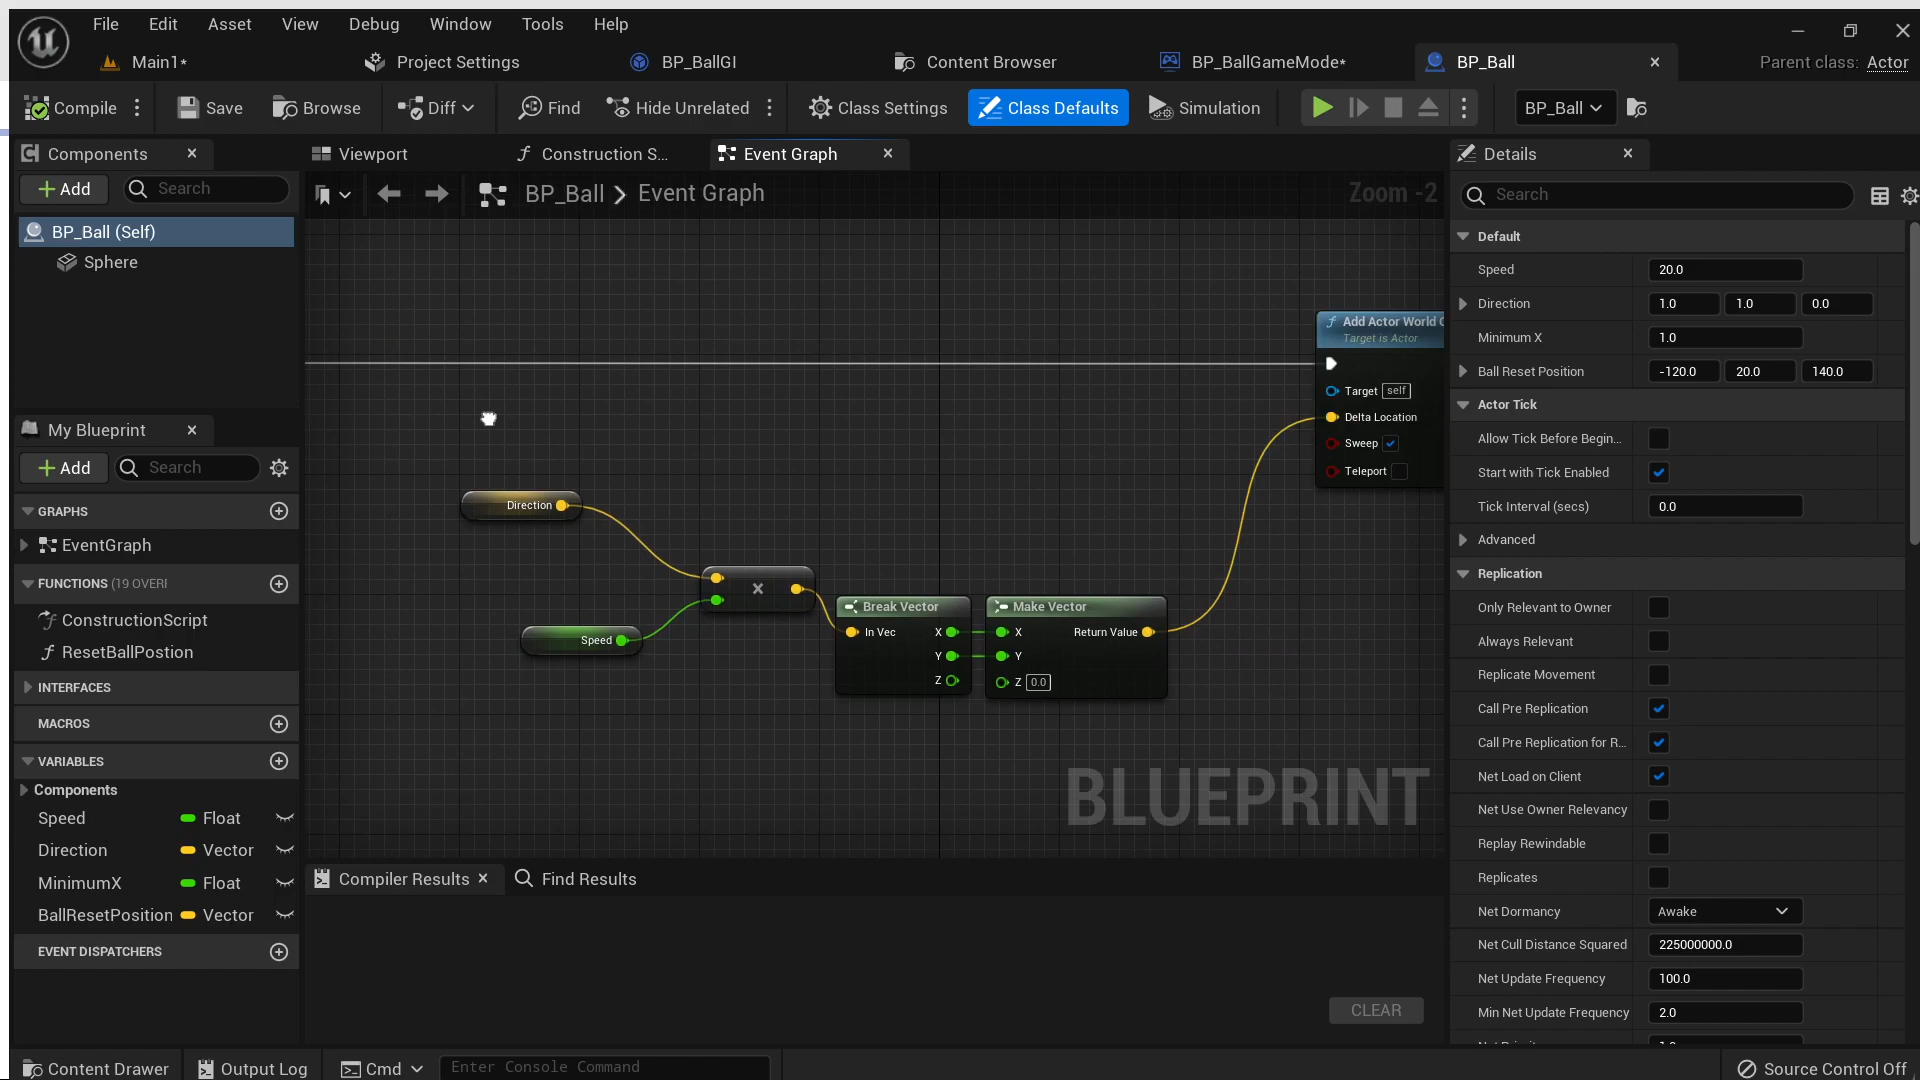 File Edit Asset View Debug Window Tools Help
Main1* Project Settings BP_BallGI Content Browser BP_BallGameMode* BP_Ball Parent class: Actor
Compile Save Browse Diff Find Hide Unrelated Class Settings Class Defaults Simulation BP_Ball
Components Viewport Construction S... Event Graph Details
Add Search BP_Ball Event Graph Zoom -2 Search
BP_Ball (Self)
Sphere
My Blueprint
Add Search
GRAPHS
EventGraph
FUNCTIONS (19 OVERI
ConstructionScript
ResetBallPostion
INTERFACES
MACROS
VARIABLES
Components
Speed Float
Direction Vector
MinimumX Float
BallResetPosition Vector
EVENT DISPATCHERS
Add Actor World
Target is Actor
Target self
Delta Location
Sweep
Teleport
Direction
Speed
Break Vector Make Vector
In Vec X X Return Value
Y Y
Z Z 0.0
BLUEPRINT
Compiler Results Find Results
CLEAR
Default
Speed 20.0
Direction 1.0 1.0 0.0
Minimum X 1.0
Ball Reset Position -120.0 20.0 140.0
Actor Tick
Allow Tick Before Begin...
Start with Tick Enabled
Tick Interval (secs) 0.0
Advanced
Replication
Only Relevant to Owner
Always Relevant
Replicate Movement
Call Pre Replication
Call Pre Replication for R...
Net Load on Client
Net Use Owner Relevancy
Replay Rewindable
Replicates
Net Dormancy Awake
Net Cull Distance Squared 225000000.0
Net Update Frequency 100.0
Min Net Update Frequency 2.0
Content Drawer Output Log Cmd Enter Console Command Source Control Off